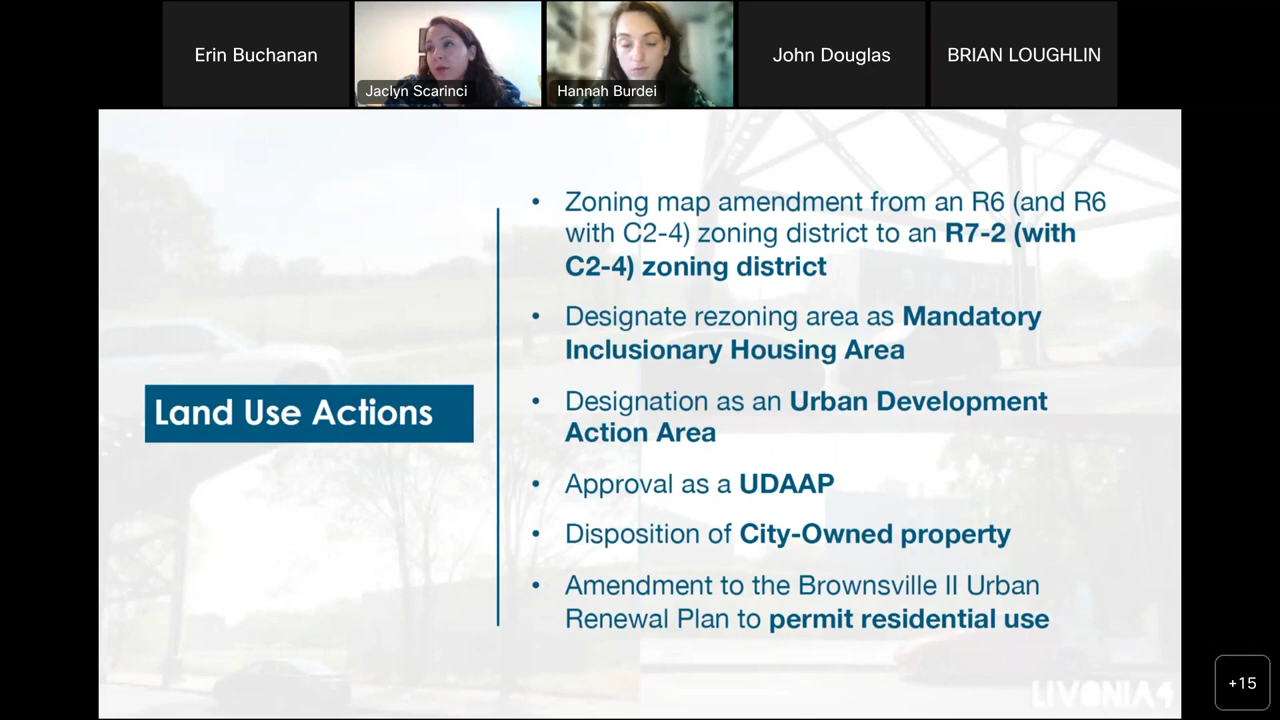 Erin Buchanan
Jaclyn Scarinci
Hannah Burdei
John Douglas
BRIAN LOUGHLIN
Land Use Actions
• Zoning map amendment from an R6 (and R6
with C2-4) zoning district to an R7-2 (with
C2-4) zoning district
• Designate rezoning area as Mandatory
Inclusionary Housing Area
• Designation as an Urban Development
Action Area
• Approval as a UDAAP
• Disposition of City-Owned property
• Amendment to the Brownsville II Urban
Renewal Plan to permit residential use
LIVONIA4
+15